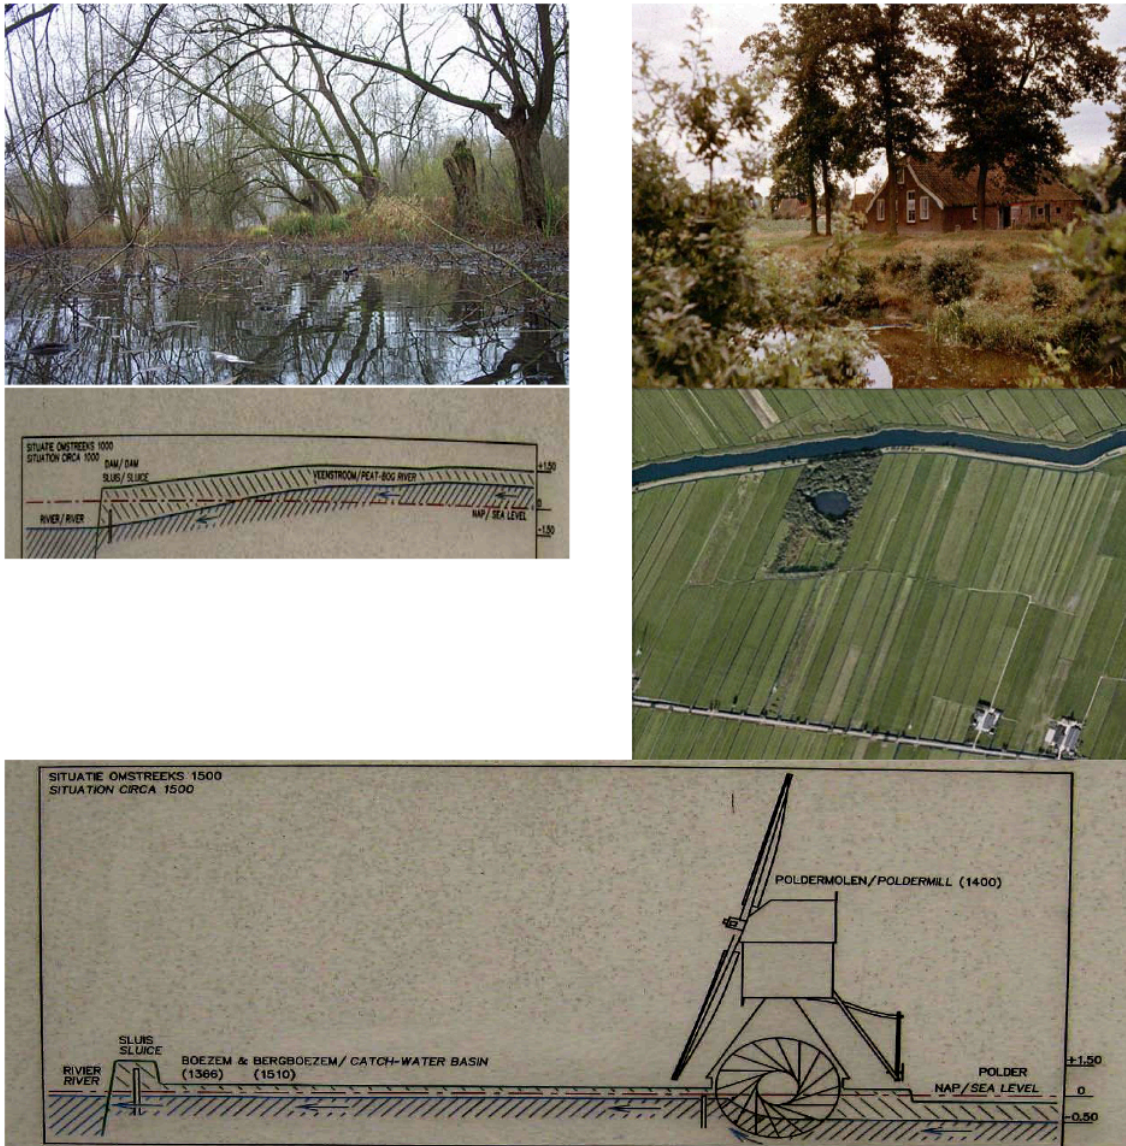 SITUATIE OMSTREEKS 1000
SITUATION CIRCA 1000
DAM/DAM
SLUIS/SLUICE
VEENSTROOM/PEAT-BOG RIVER
+1.50
0
RIVIER/RIVER
NAP/SEA LEVEL
-1.50
SITUATIE OMSTREEKS 1500
SITUATION CIRCA 1500
POLDERMOLEN/POLDERMILL (1400)
SLUIS
SLUICE
RIVIER
RIVER
BOEZEM & BERGBOEZEM/CATCH-WATER BASIN
(1366) (1510)
POLDER
NAP/SEA LEVEL
+1.50
0
-0.50